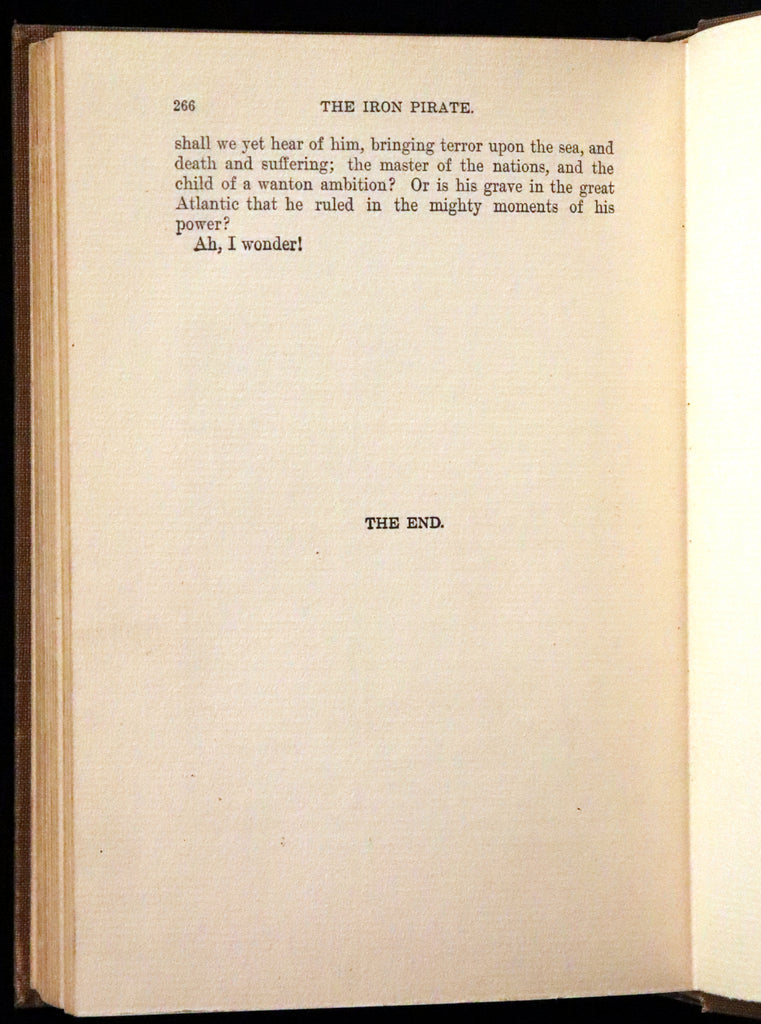 266 THE IRON PIRATE.
shall we yet hear of him, bringing terror upon the sea, and
death and suffering; the master of the nations, and the
child of a wanton ambition? Or is his grave in the great
Atlantic that he ruled in the mighty moments of his
power?
Ah, I wonder!
THE END.